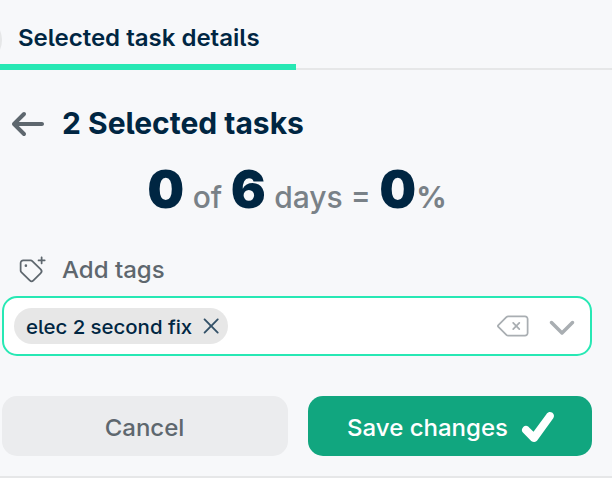 Selected task details
2 Selected tasks
0 of 6 days = 0%
Add tags
elec 2 second fix
Cancel
Save changes